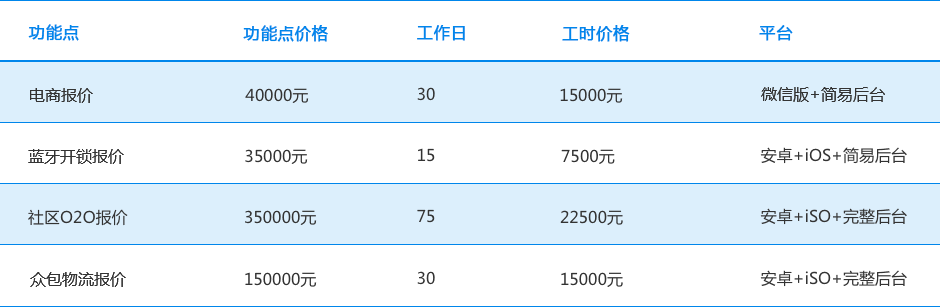 功能点 功能点价格 工作日 工时价格 平台
电商报价 40000元 30 15000元 微信版+简易后台
蓝牙开锁报价 35000元 15 7500元 安卓+iOS+简易后台
社区O2O报价 350000元 75 22500元 安卓+iSO+完整后台
众包物流报价 150000元 30 15000元 安卓+iSO+完整后台